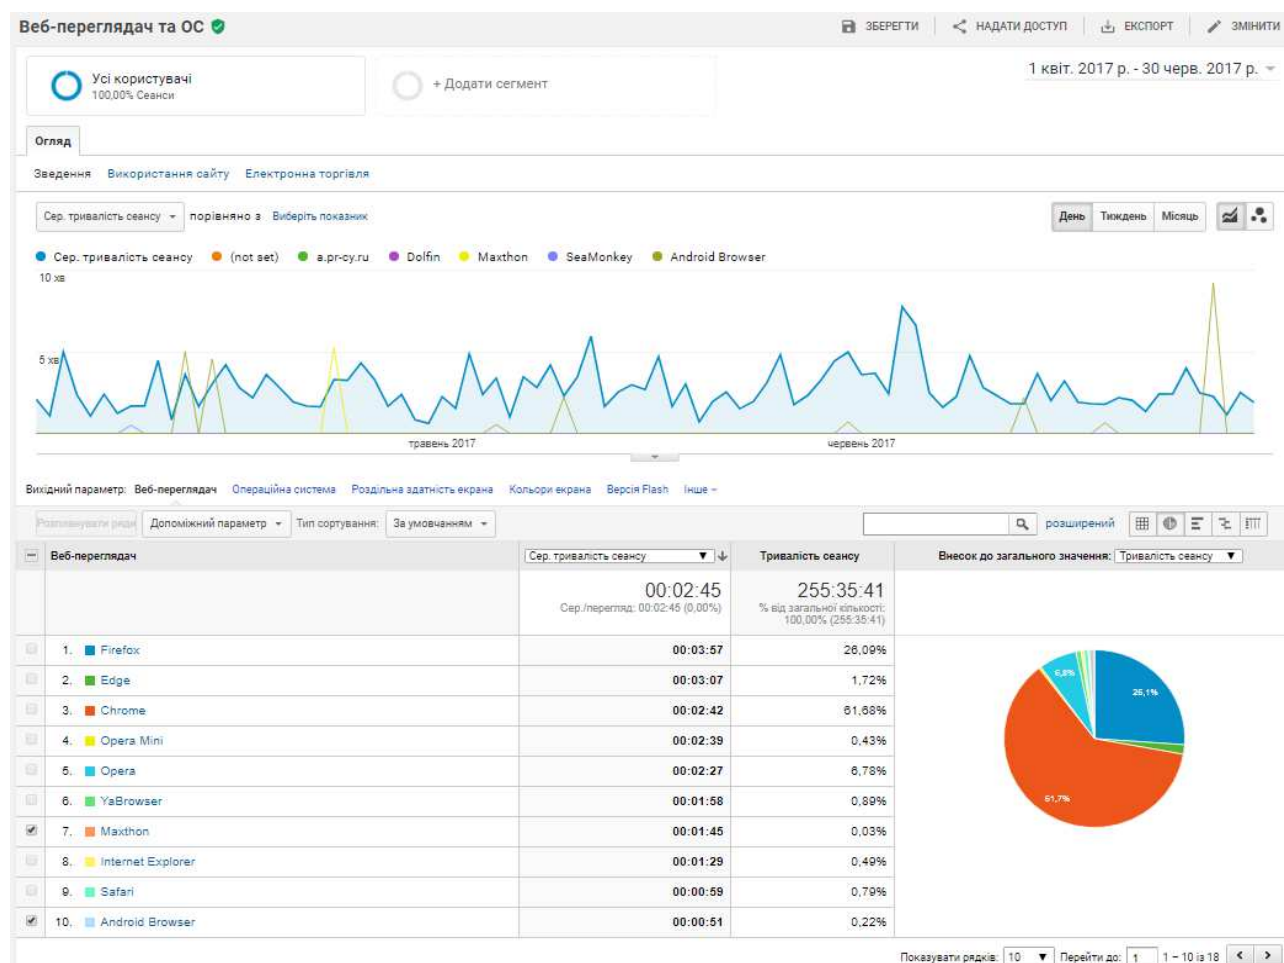 Веб-переглядач та ОС
ЗБЕРЕГТИ НАДАТИ ДОСТУП ЕКСПОРТ ЗМІНИТИ
Усі користувачі
100,00% Сеанси
+ Додати сегмент
1 квіт. 2017 р. - 30 черв. 2017 р.
Огляд
Зведення Використання сайту Електронна торгівля
Сер. тривалість сеансу порівняно з Виберіть показник
День Тиждень Місяць
Сер. тривалість сеансу (not set) a.pr-cy.ru Dolfin Maxthon SeaMonkey Android Browser
10 хв
5 хв
травень 2017 червень 2017
Вихідний параметр: Веб-переглядач Операційна система Роздільна здатність екрана Кольори екрана Версія Flash Інше
Розпланувати ряди Допоміжний параметр Тип сортування: За умовчанням розширений
Веб-переглядач Сер. тривалість сеансу Тривалість сеансу Внесок до загального значення: Тривалість сеансу
00:02:45 255:35:41
Сер./перегляд: 00:02:45 (0,00%) % від загальної кількості:
100,00% (255:35:41)
1. Firefox 00:03:57 26,09%
2. Edge 00:03:07 1,72%
3. Chrome 00:02:42 61,68%
4. Opera Mini 00:02:39 0,43%
5. Opera 00:02:27 6,78%
6. YaBrowser 00:01:58 0,89%
7. Maxthon 00:01:45 0,03%
8. Internet Explorer 00:01:29 0,49%
9. Safari 00:00:59 0,79%
10. Android Browser 00:00:51 0,22%
6,8%
26,1%
61,7%
Показувати рядків: 10 Перейти до: 1 1 – 10 із 18